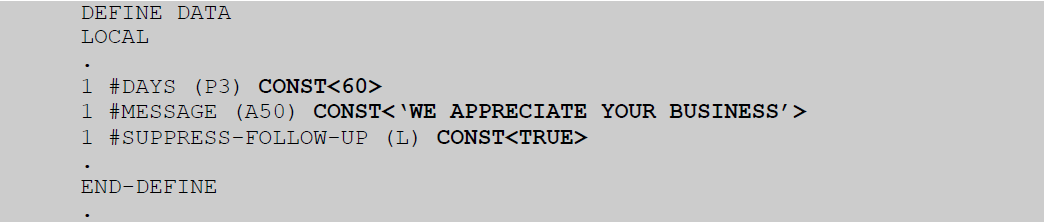 DEFINE DATA
LOCAL
.
1 #DAYS (P3) CONST<60>
1 #MESSAGE (A50) CONST<‘WE APPRECIATE YOUR BUSINESS’>
1 #SUPPRESS-FOLLOW-UP (L) CONST<TRUE>
.
END-DEFINE
.